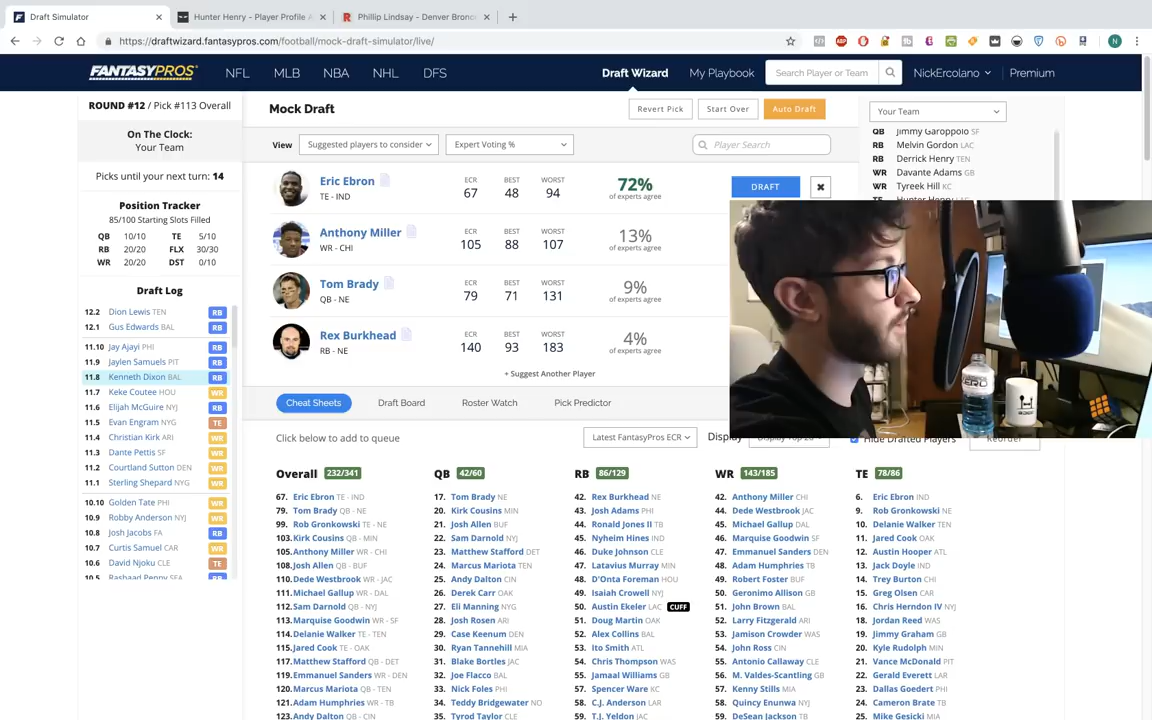 Draft Simulator
Hunter Henry - Player Profile A
Phillip Lindsay - Denver Bronc
https://draftwizard.fantasypros.com/football/mock-draft-simulator/live/
FANTASYPROS
NFL MLB NBA NHL DFS
Draft Wizard My Playbook
Search Player or Team
NickErcolano Premium
ROUND #12 / Pick #113 Overall
On The Clock:
Your Team
Picks until your next turn: 14
Position Tracker
85/100 Starting Slots Filled
QB 10/10 TE 5/10
RB 20/20 FLX 30/30
WR 20/20 DST 0/10
Draft Log
12.2 Dion Lewis TEN RB
12.1 Gus Edwards BAL RB
11.10 Jay Ajayi PHI RB
11.9 Jaylen Samuels PIT RB
11.8 Kenneth Dixon BAL RB
11.7 Keke Coutee HOU WR
11.6 Elijah McGuire NYJ RB
11.5 Evan Engram NYG TE
11.4 Christian Kirk ARI WR
11.3 Dante Pettis SF WR
11.2 Courtland Sutton DEN WR
11.1 Sterling Shepard NYG WR
10.10 Golden Tate PHI WR
10.9 Robby Anderson NYJ WR
10.8 Josh Jacobs FA RB
10.7 Curtis Samuel CAR WR
10.6 David Njoku CLE TE
10.5 Rashaad Penny SEA RB
Mock Draft
Revert Pick Start Over Auto Draft
View Suggested players to consider Expert Voting % Player Search
Eric Ebron
TE - IND
ECR BEST WORST
67 48 94
72%
of experts agree
DRAFT
Anthony Miller
WR - CHI
ECR BEST WORST
105 88 107
13%
of experts agree
Tom Brady
QB - NE
ECR BEST WORST
79 71 131
9%
of experts agree
Rex Burkhead
RB - NE
ECR BEST WORST
140 93 183
4%
of experts agree
+ Suggest Another Player
Your Team
QB Jimmy Garoppolo SF
RB Melvin Gordon LAC
RB Derrick Henry TEN
WR Davante Adams GB
WR Tyreek Hill KC
Cheat Sheets Draft Board Roster Watch Pick Predictor
Click below to add to queue
Latest FantasyPros ECR
Hide Drafted Players
Reorder
Overall 232/341
67. Eric Ebron TE - IND
79. Tom Brady QB - NE
99. Rob Gronkowski TE - NE
103. Kirk Cousins QB - MIN
105. Anthony Miller WR - CHI
108. Josh Allen QB - BUF
110. Dede Westbrook WR - JAC
111. Michael Gallup WR - DAL
112. Sam Darnold QB - NYJ
113. Marquise Goodwin WR - SF
114. Delanie Walker TE - TEN
115. Jared Cook TE - OAK
117. Matthew Stafford QB - DET
119. Emmanuel Sanders WR - DEN
120. Marcus Mariota QB - TEN
121. Adam Humphries WR - TB
123. Andy Dalton QB - CIN
QB 42/60
17. Tom Brady NE
20. Kirk Cousins MIN
21. Josh Allen BUF
22. Sam Darnold NYJ
23. Matthew Stafford DET
24. Marcus Mariota TEN
25. Andy Dalton CIN
26. Derek Carr OAK
27. Eli Manning NYG
28. Josh Rosen ARI
29. Case Keenum DEN
30. Ryan Tannehill MIA
31. Blake Bortles JAC
32. Joe Flacco BAL
33. Nick Foles PHI
34. Teddy Bridgewater NO
35. Tyrod Taylor CLE
RB 86/129
42. Rex Burkhead NE
43. Josh Adams PHI
44. Ronald Jones II TB
45. Nyheim Hines IND
46. Duke Johnson CLE
47. Latavius Murray MIN
48. D'Onta Foreman HOU
49. Isaiah Crowell NYJ
50. Austin Ekeler LAC CUFF
51. Doug Martin OAK
52. Alex Collins BAL
53. Ito Smith ATL
54. Chris Thompson WAS
55. Jamaal Williams GB
57. Spencer Ware KC
58. C.J. Anderson LAR
59. T.J. Yeldon JAC
WR 143/185
42. Anthony Miller CHI
44. Dede Westbrook JAC
45. Michael Gallup DAL
46. Marquise Goodwin SF
47. Emmanuel Sanders DEN
48. Adam Humphries TB
49. Robert Foster BUF
50. Geronimo Allison GB
51. John Brown BAL
52. Larry Fitzgerald ARI
53. Jamison Crowder WAS
54. John Ross CIN
55. Antonio Callaway CLE
56. M. Valdes-Scantling GB
57. Kenny Stills MIA
58. Quincy Enunwa NYJ
59. DeSean Jackson TB
TE 78/86
6. Eric Ebron IND
9. Rob Gronkowski NE
10. Delanie Walker TEN
11. Jared Cook OAK
12. Austin Hooper ATL
13. Jack Doyle IND
14. Trey Burton CHI
15. Greg Olsen CAR
16. Chris Herndon IV NYJ
18. Jordan Reed WAS
19. Jimmy Graham GB
20. Kyle Rudolph MIN
21. Vance McDonald PIT
22. Gerald Everett LAR
23. Dallas Goedert PHI
24. Cameron Brate TB
25. Mike Gesicki MIA